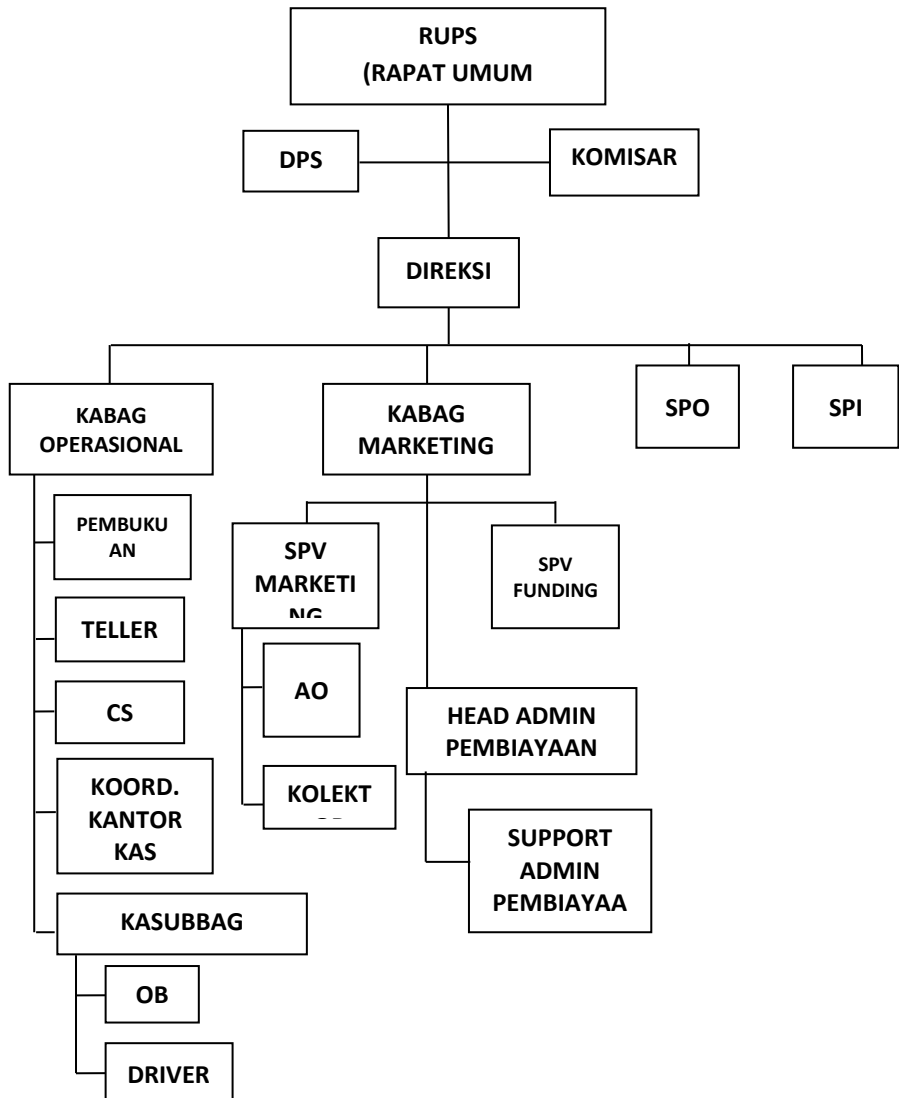 RUPS
(RAPAT UMUM
DPS
KOMISAR
DIREKSI
KABAG
OPERASIONAL
KABAG
MARKETING
SPO
SPI
PEMBUKU
AN
TELLER
CS
KOORD.
KANTOR
KAS
KASUBBAG
OB
DRIVER
SPV
MARKETI
NG
AO
KOLEKT
SPV
FUNDING
HEAD ADMIN
PEMBIAYAAN
SUPPORT
ADMIN
PEMBIAYAA